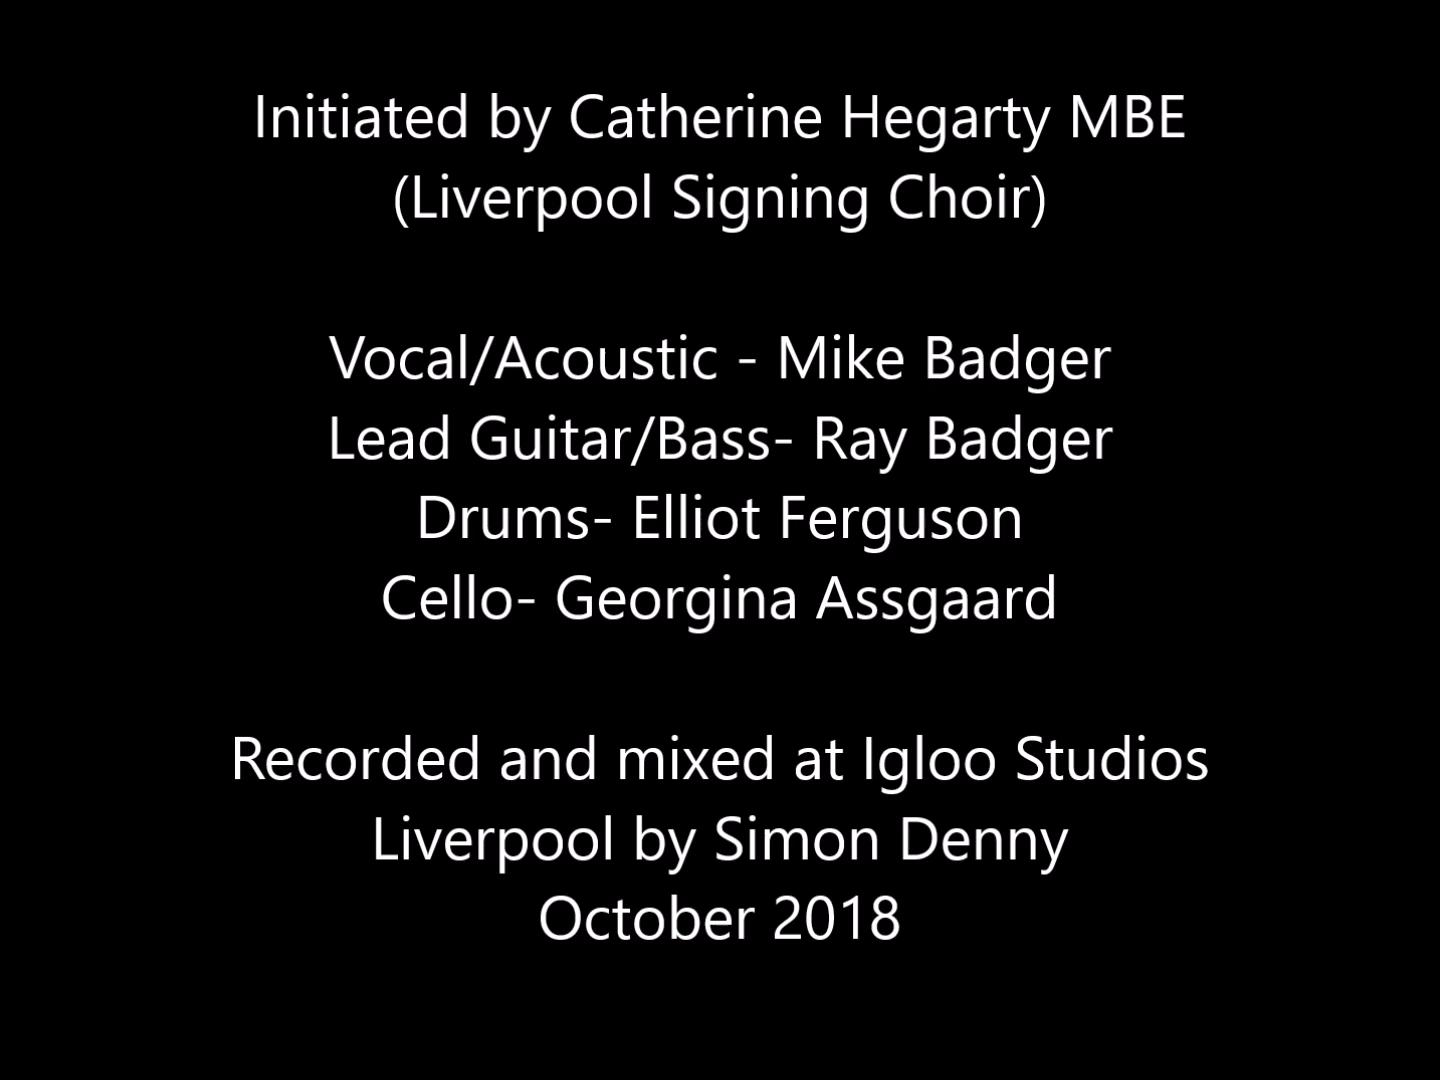 Initiated by Catherine Hegarty MBE
(Liverpool Signing Choir)
Vocal/Acoustic - Mike Badger
Lead Guitar/Bass- Ray Badger
Drums- Elliot Ferguson
Cello- Georgina Assgaard
Recorded and mixed at Igloo Studios
Liverpool by Simon Denny
October 2018